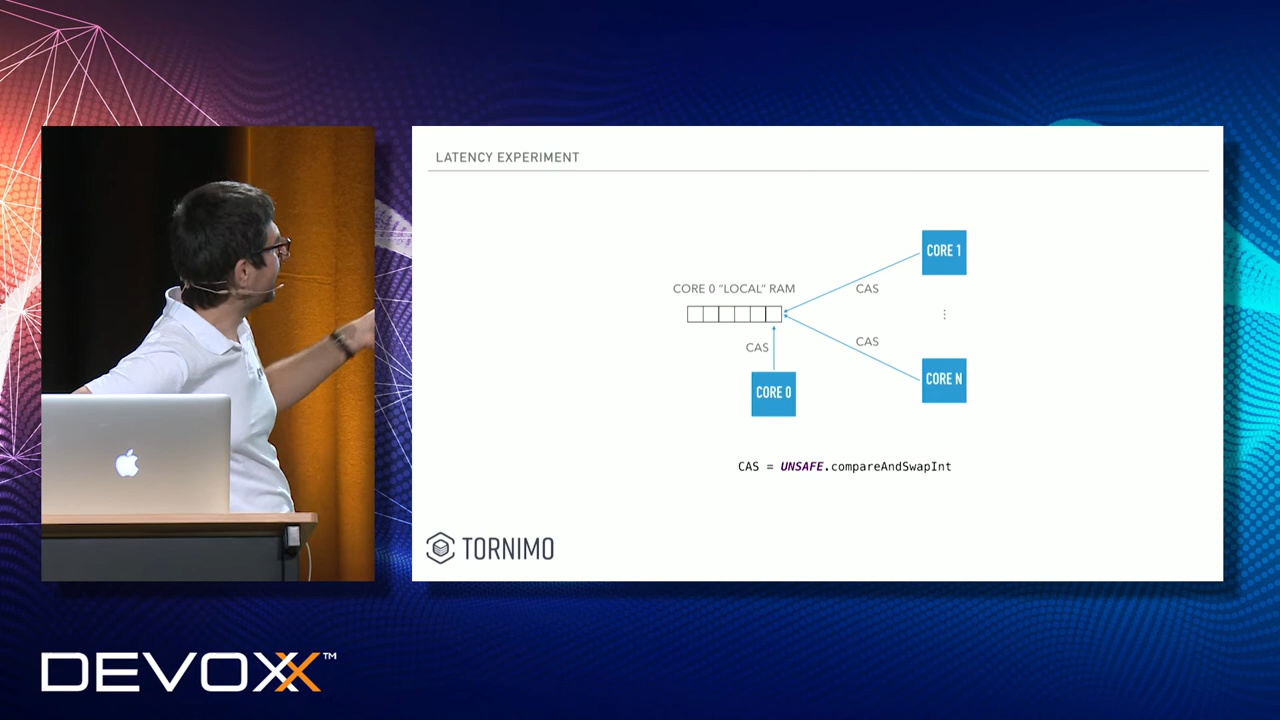 LATENCY EXPERIMENT
CORE 1
CORE 0 "LOCAL" RAM
CAS
⋮
CAS
CAS
CORE N
CORE 0
CAS = UNSAFE.compareAndSwapInt
TORNIMO
DEVOXX™